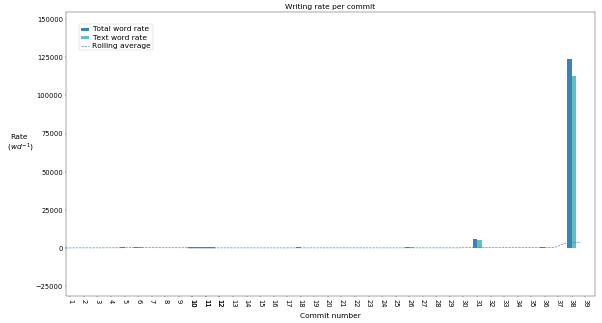 Writing rate per commit
Total word rate
Text word rate
Rolling average
150000
125000
100000
75000
50000
25000
0
−25000
Rate
(wd⁻¹)
1 2 3 4 5 6 7 8 9 10 11 12 13 14 15 16 17 18 19 20 21 22 23 24 25 26 27 28 29 30 31 32 33 34 35 36 37 38 39
Commit number